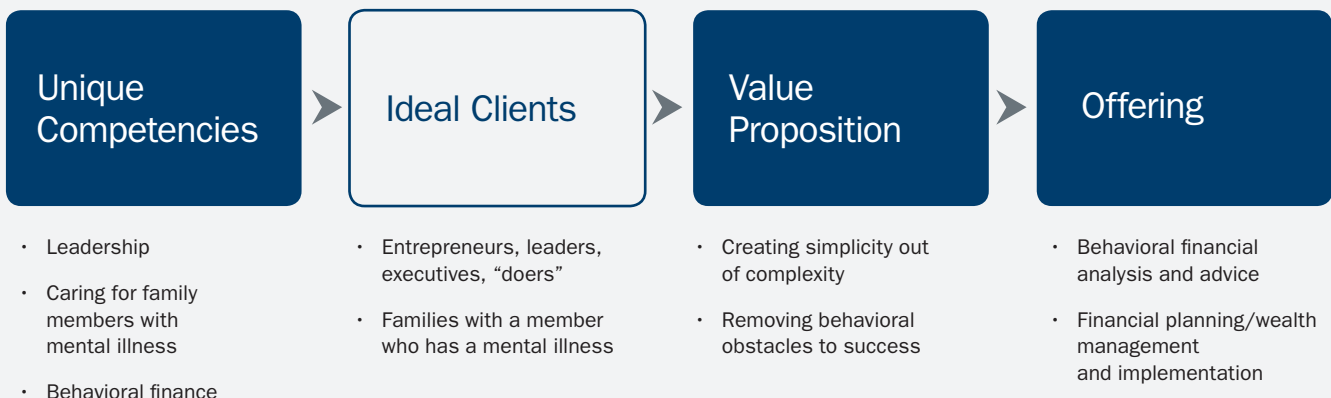 Unique
Competencies
Ideal Clients
Value
Proposition
Offering
· Leadership
· Caring for family
members with
mental illness
· Behavioral finance
· Entrepreneurs, leaders,
executives, “doers”
· Families with a member
who has a mental illness
· Creating simplicity out
of complexity
· Removing behavioral
obstacles to success
· Behavioral financial
analysis and advice
· Financial planning/wealth
management
and implementation